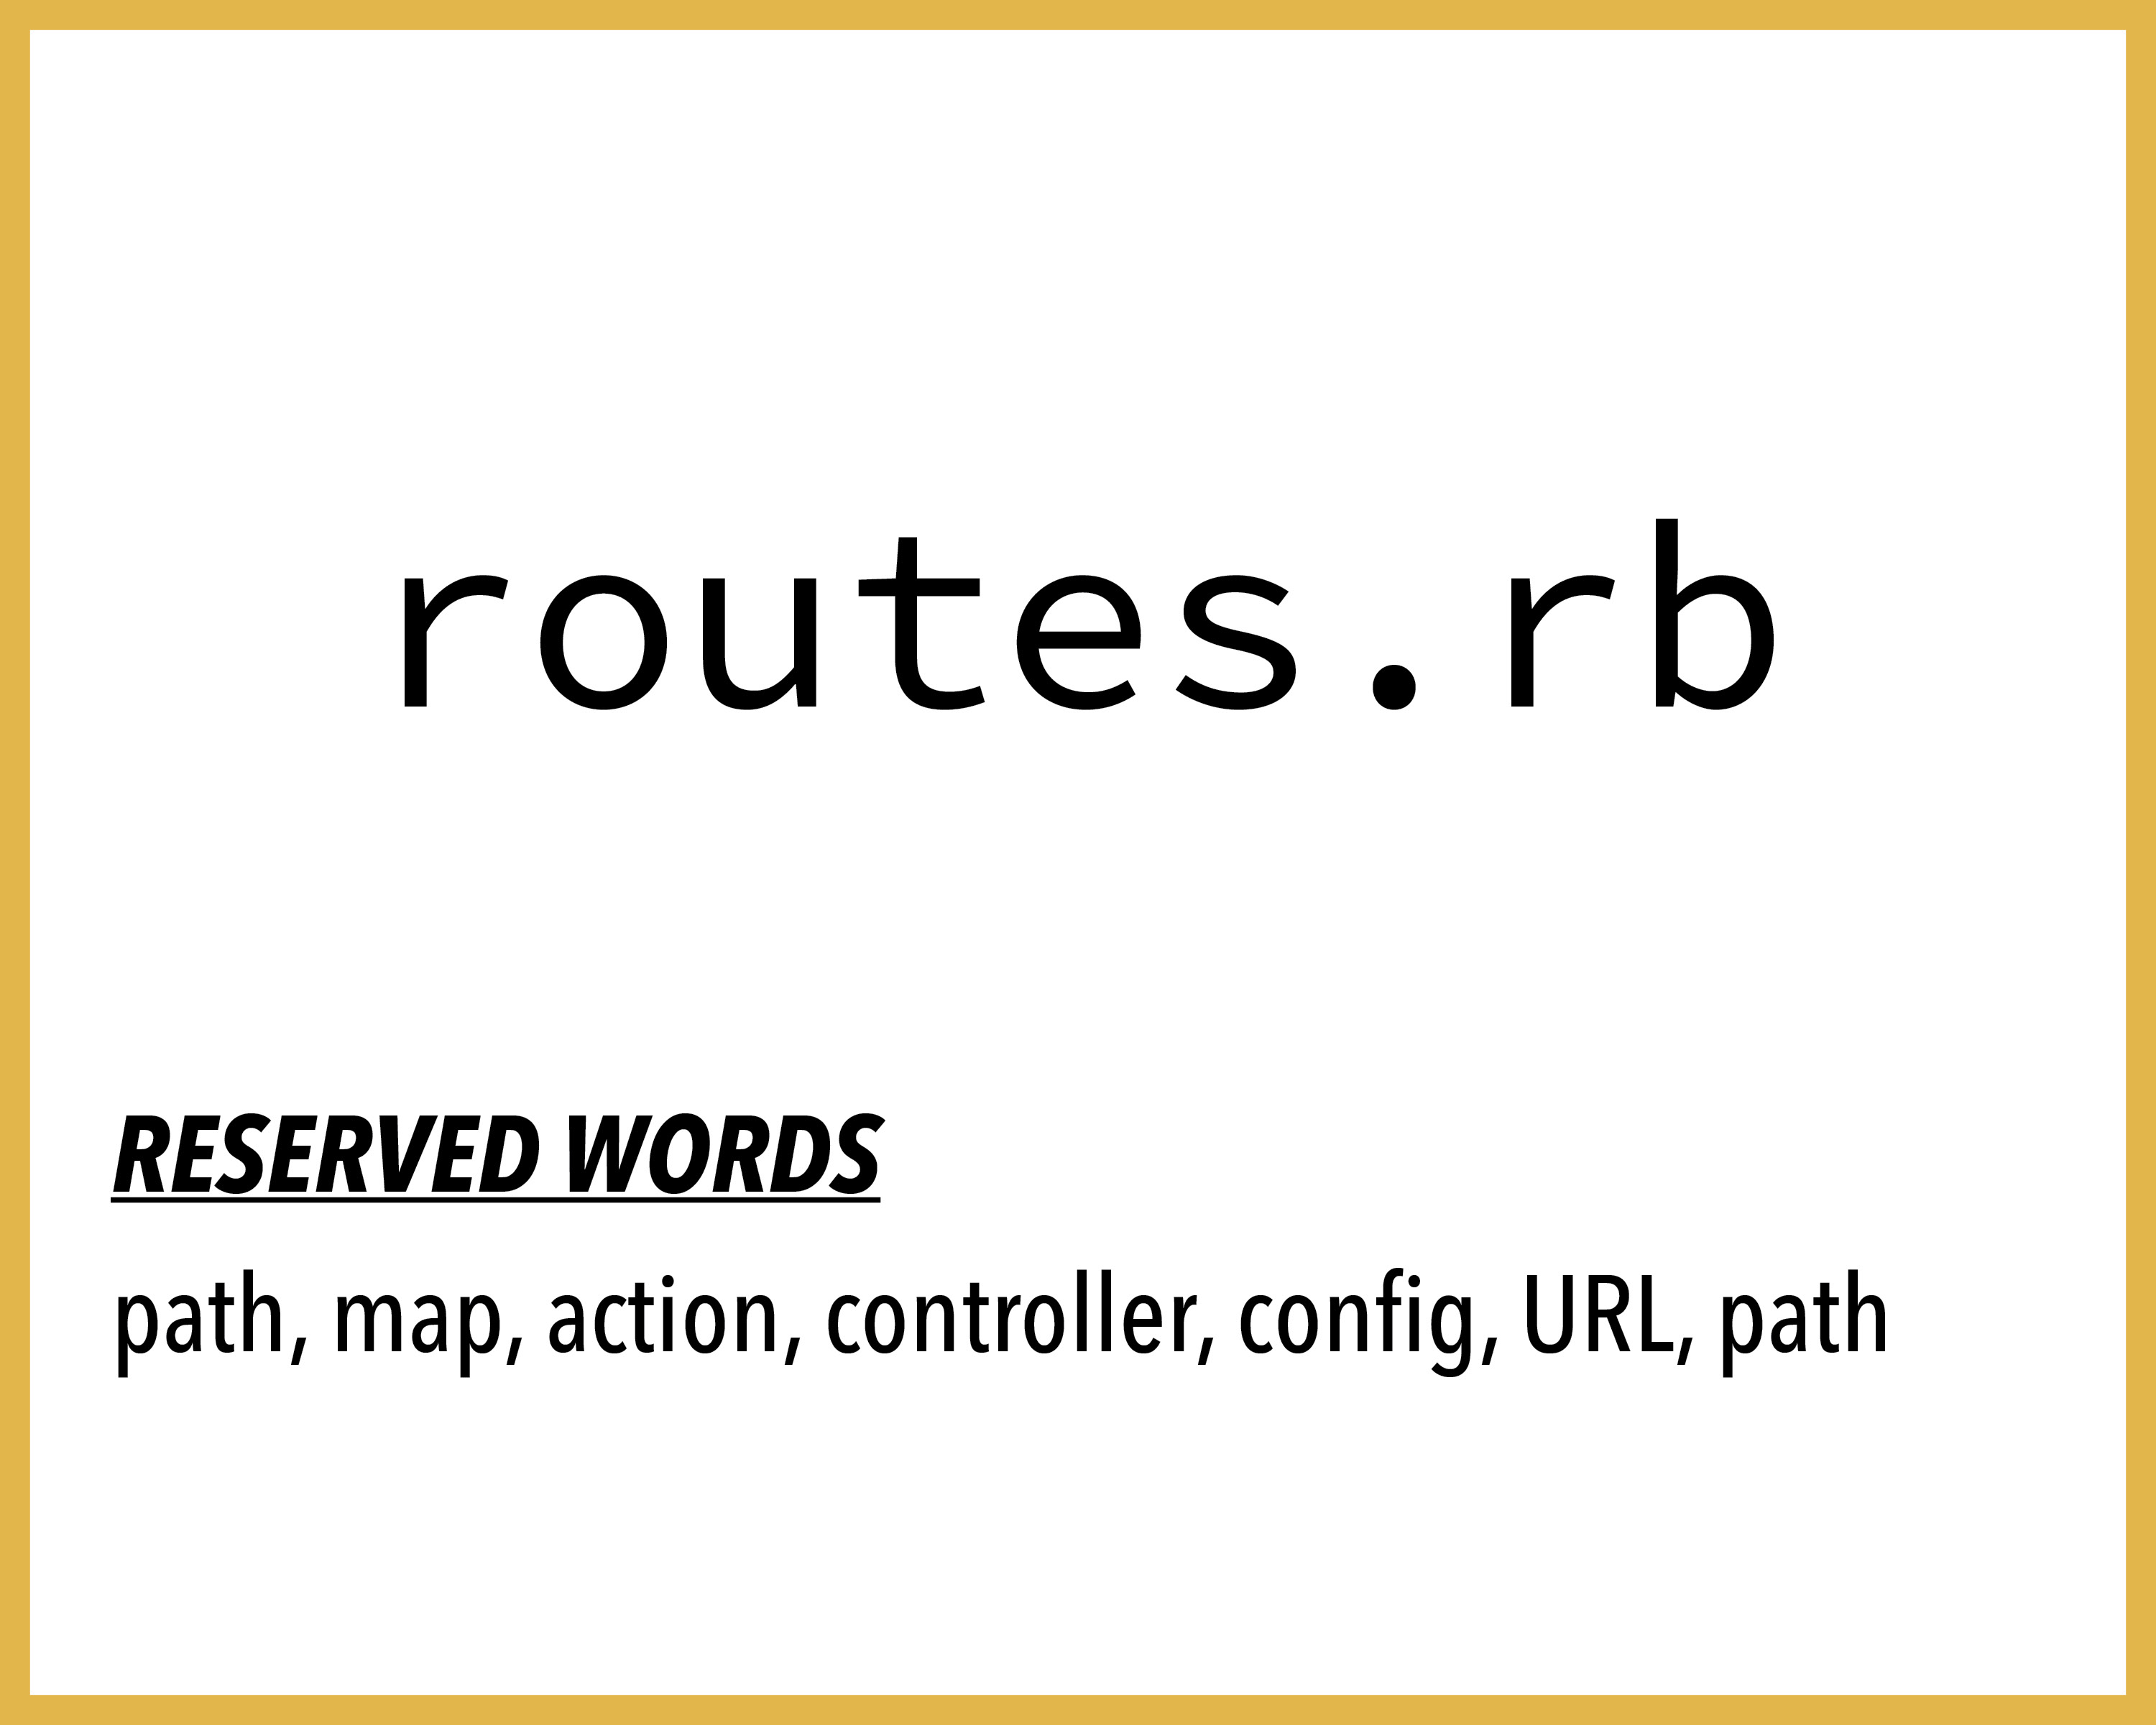 routes.rb
RESERVED WORDS
path, map, action, controller, config, URL, path